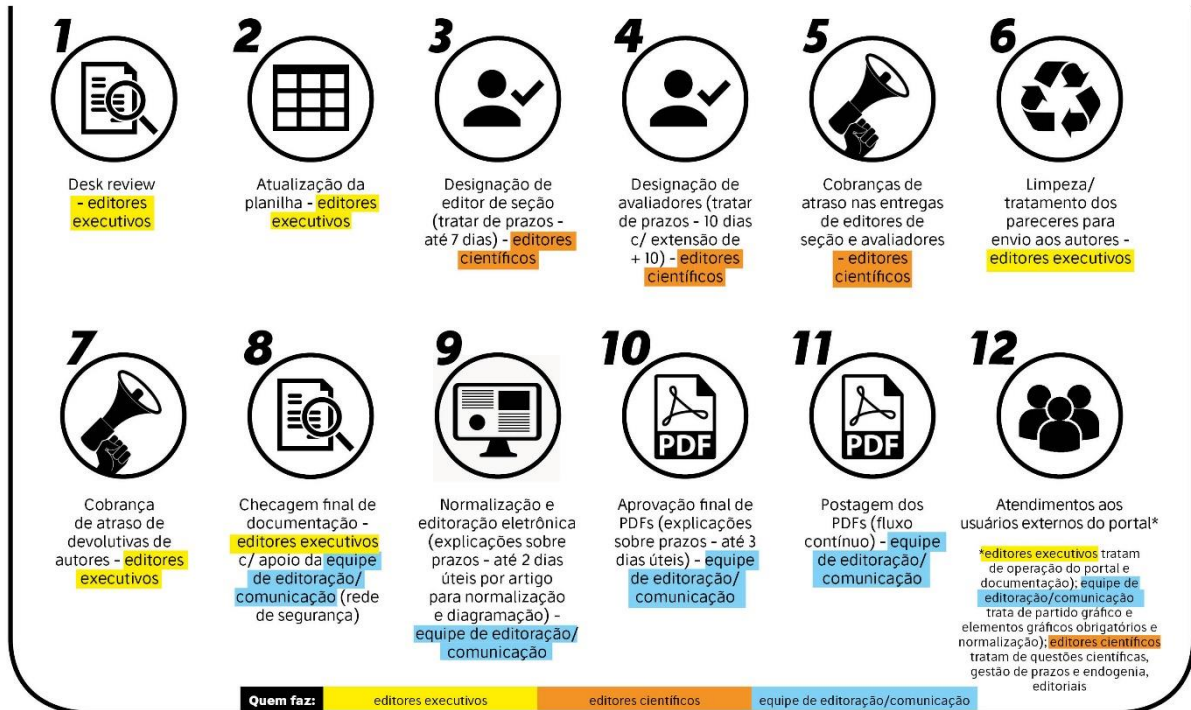 1
Desk review
- editores
executivos
2
Atualização da
planilha - editores
executivos
3
Designação de
editor de seção
(tratar de prazos -
até 7 dias) - editores
científicos
4
Designação de
avaliadores (tratar
de prazos - 10 dias
c/ extensão de
+ 10) - editores
científicos
5
Cobranças de
atraso nas entregas
de editores de
seção e avaliadores
- editores
científicos
6
Limpeza/
tratamento dos
pareceres para
envio aos autores -
editores executivos
7
Cobrança
de atraso de
devolutivas de
autores - editores
executivos
8
Checagem final de
documentação -
editores executivos
c/ apoio da equipe
de editoração/
comunicação (rede
de segurança)
9
Normalização e
editoração eletrônica
(explicações sobre
prazos - até 2 dias
úteis por artigo
para normalização
e diagramação) -
equipe de editoração/
comunicação
10
PDF
Aprovação final de
PDFs (explicações
sobre prazos - até 3
dias úteis) - equipe
de editoração/
comunicação
11
PDF
Postagem dos
PDFs (fluxo
contínuo) - equipe
de editoração/
comunicação
12
Atendimentos aos
usuários externos do portal*
*editores executivos tratam
de operação do portal e
documentação); equipe de
editoração/comunicação
trata de partido gráfico e
elementos gráficos obrigatórios e
normalização); editores científicos
tratam de questões científicas,
gestão de prazos e endogenia,
editoriais
Quem faz: editores executivos editores científicos equipe de editoração/comunicação